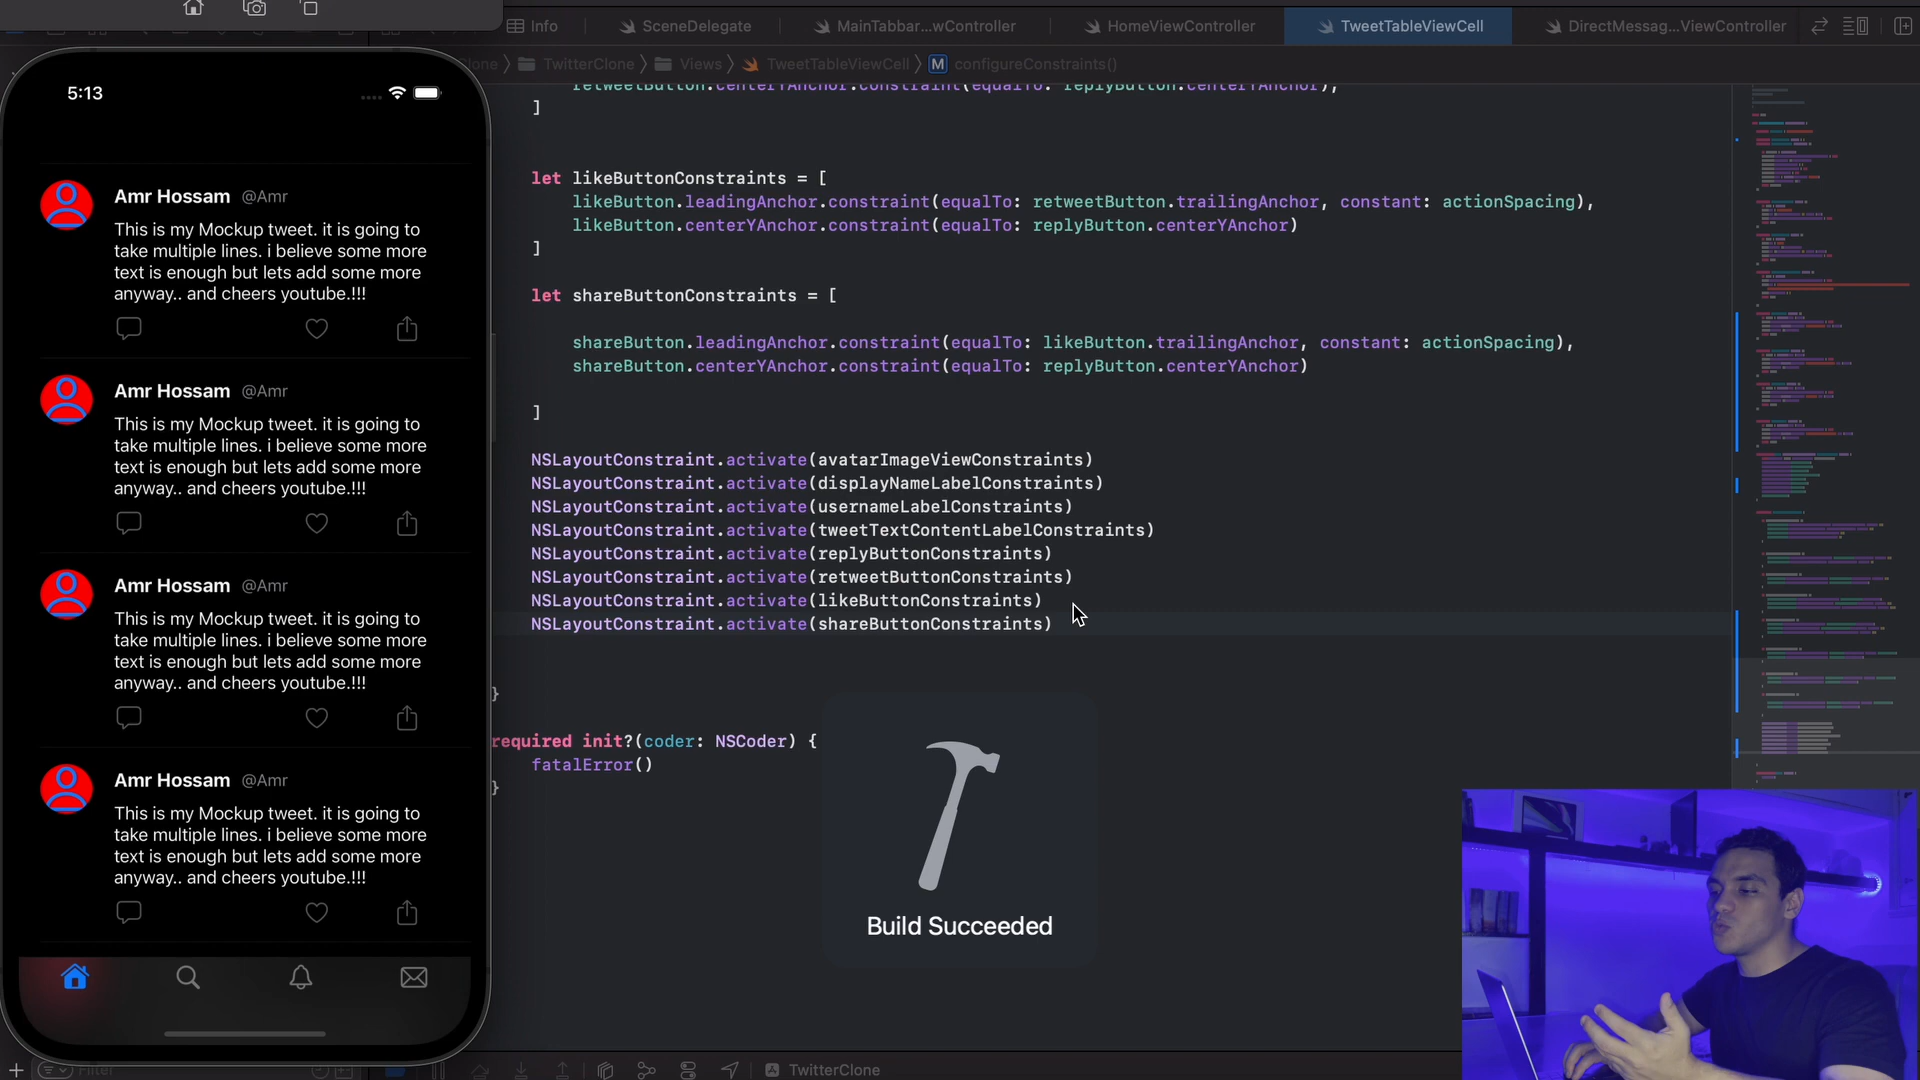 Info
SceneDelegate
MainTabbar...wController
HomeViewController
TweetTableViewCell
DirectMessag...ViewController
Clone
TwitterClone
Views
TweetTableViewCell
M
configureConstraints()
retweetButton.centerYAnchor.constraint(equalTo: replyButton.centerYAnchor),
]
let likeButtonConstraints = [
likeButton.leadingAnchor.constraint(equalTo: retweetButton.trailingAnchor, constant: actionSpacing),
likeButton.centerYAnchor.constraint(equalTo: replyButton.centerYAnchor)
]
let shareButtonConstraints = [
shareButton.leadingAnchor.constraint(equalTo: likeButton.trailingAnchor, constant: actionSpacing),
shareButton.centerYAnchor.constraint(equalTo: replyButton.centerYAnchor)
]
NSLayoutConstraint.activate(avatarImageViewConstraints)
NSLayoutConstraint.activate(displayNameLabelConstraints)
NSLayoutConstraint.activate(usernameLabelConstraints)
NSLayoutConstraint.activate(tweetTextContentLabelConstraints)
NSLayoutConstraint.activate(replyButtonConstraints)
NSLayoutConstraint.activate(retweetButtonConstraints)
NSLayoutConstraint.activate(likeButtonConstraints)
NSLayoutConstraint.activate(shareButtonConstraints)
}
required init?(coder: NSCoder) {
fatalError()
}
Build Succeeded
5:13
Amr Hossam @Amr
This is my Mockup tweet. it is going to
take multiple lines. i believe some more
text is enough but lets add some more
anyway.. and cheers youtube.!!!
Amr Hossam @Amr
This is my Mockup tweet. it is going to
take multiple lines. i believe some more
text is enough but lets add some more
anyway.. and cheers youtube.!!!
Amr Hossam @Amr
This is my Mockup tweet. it is going to
take multiple lines. i believe some more
text is enough but lets add some more
anyway.. and cheers youtube.!!!
Amr Hossam @Amr
This is my Mockup tweet. it is going to
take multiple lines. i believe some more
text is enough but lets add some more
anyway.. and cheers youtube.!!!
Filter
TwitterClone